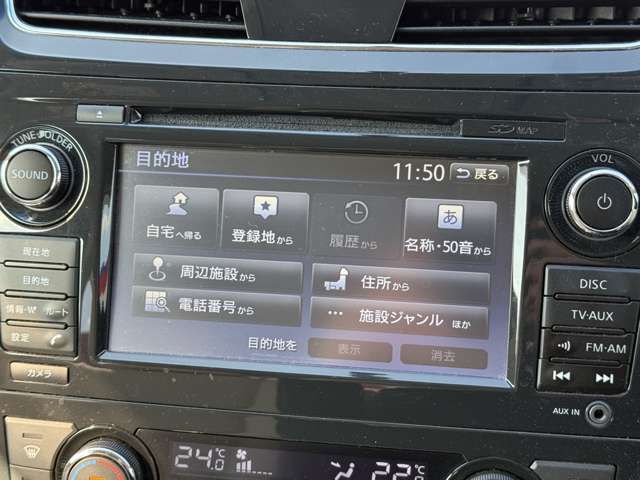 TUNE・FOLDER
SD MAP
VOL
SOUND
目的地
11:50
戻る
自宅へ帰る
登録地から
履歴から
あ
名称・50音から
周辺施設から
住所から
電話番号から
施設ジャンル ほか
目的地を
表示
消去
現在地
目的地
情報・W
ルート
設定
カメラ
DISC
TV・AUX
FM・AM
AUX IN
24.0℃
22℃